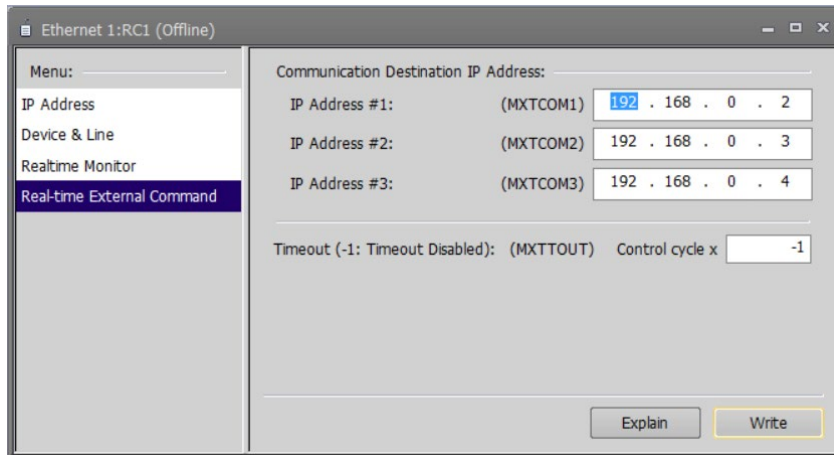 Ethernet 1:RC1 (Offline)
Menu:
IP Address
Device & Line
Realtime Monitor
Real-time External Command
Communication Destination IP Address:
IP Address #1: (MXTCOM1) 192 . 168 . 0 . 2
IP Address #2: (MXTCOM2) 192 . 168 . 0 . 3
IP Address #3: (MXTCOM3) 192 . 168 . 0 . 4
Timeout (-1: Timeout Disabled): (MXTTOUT) Control cycle x -1
Explain Write